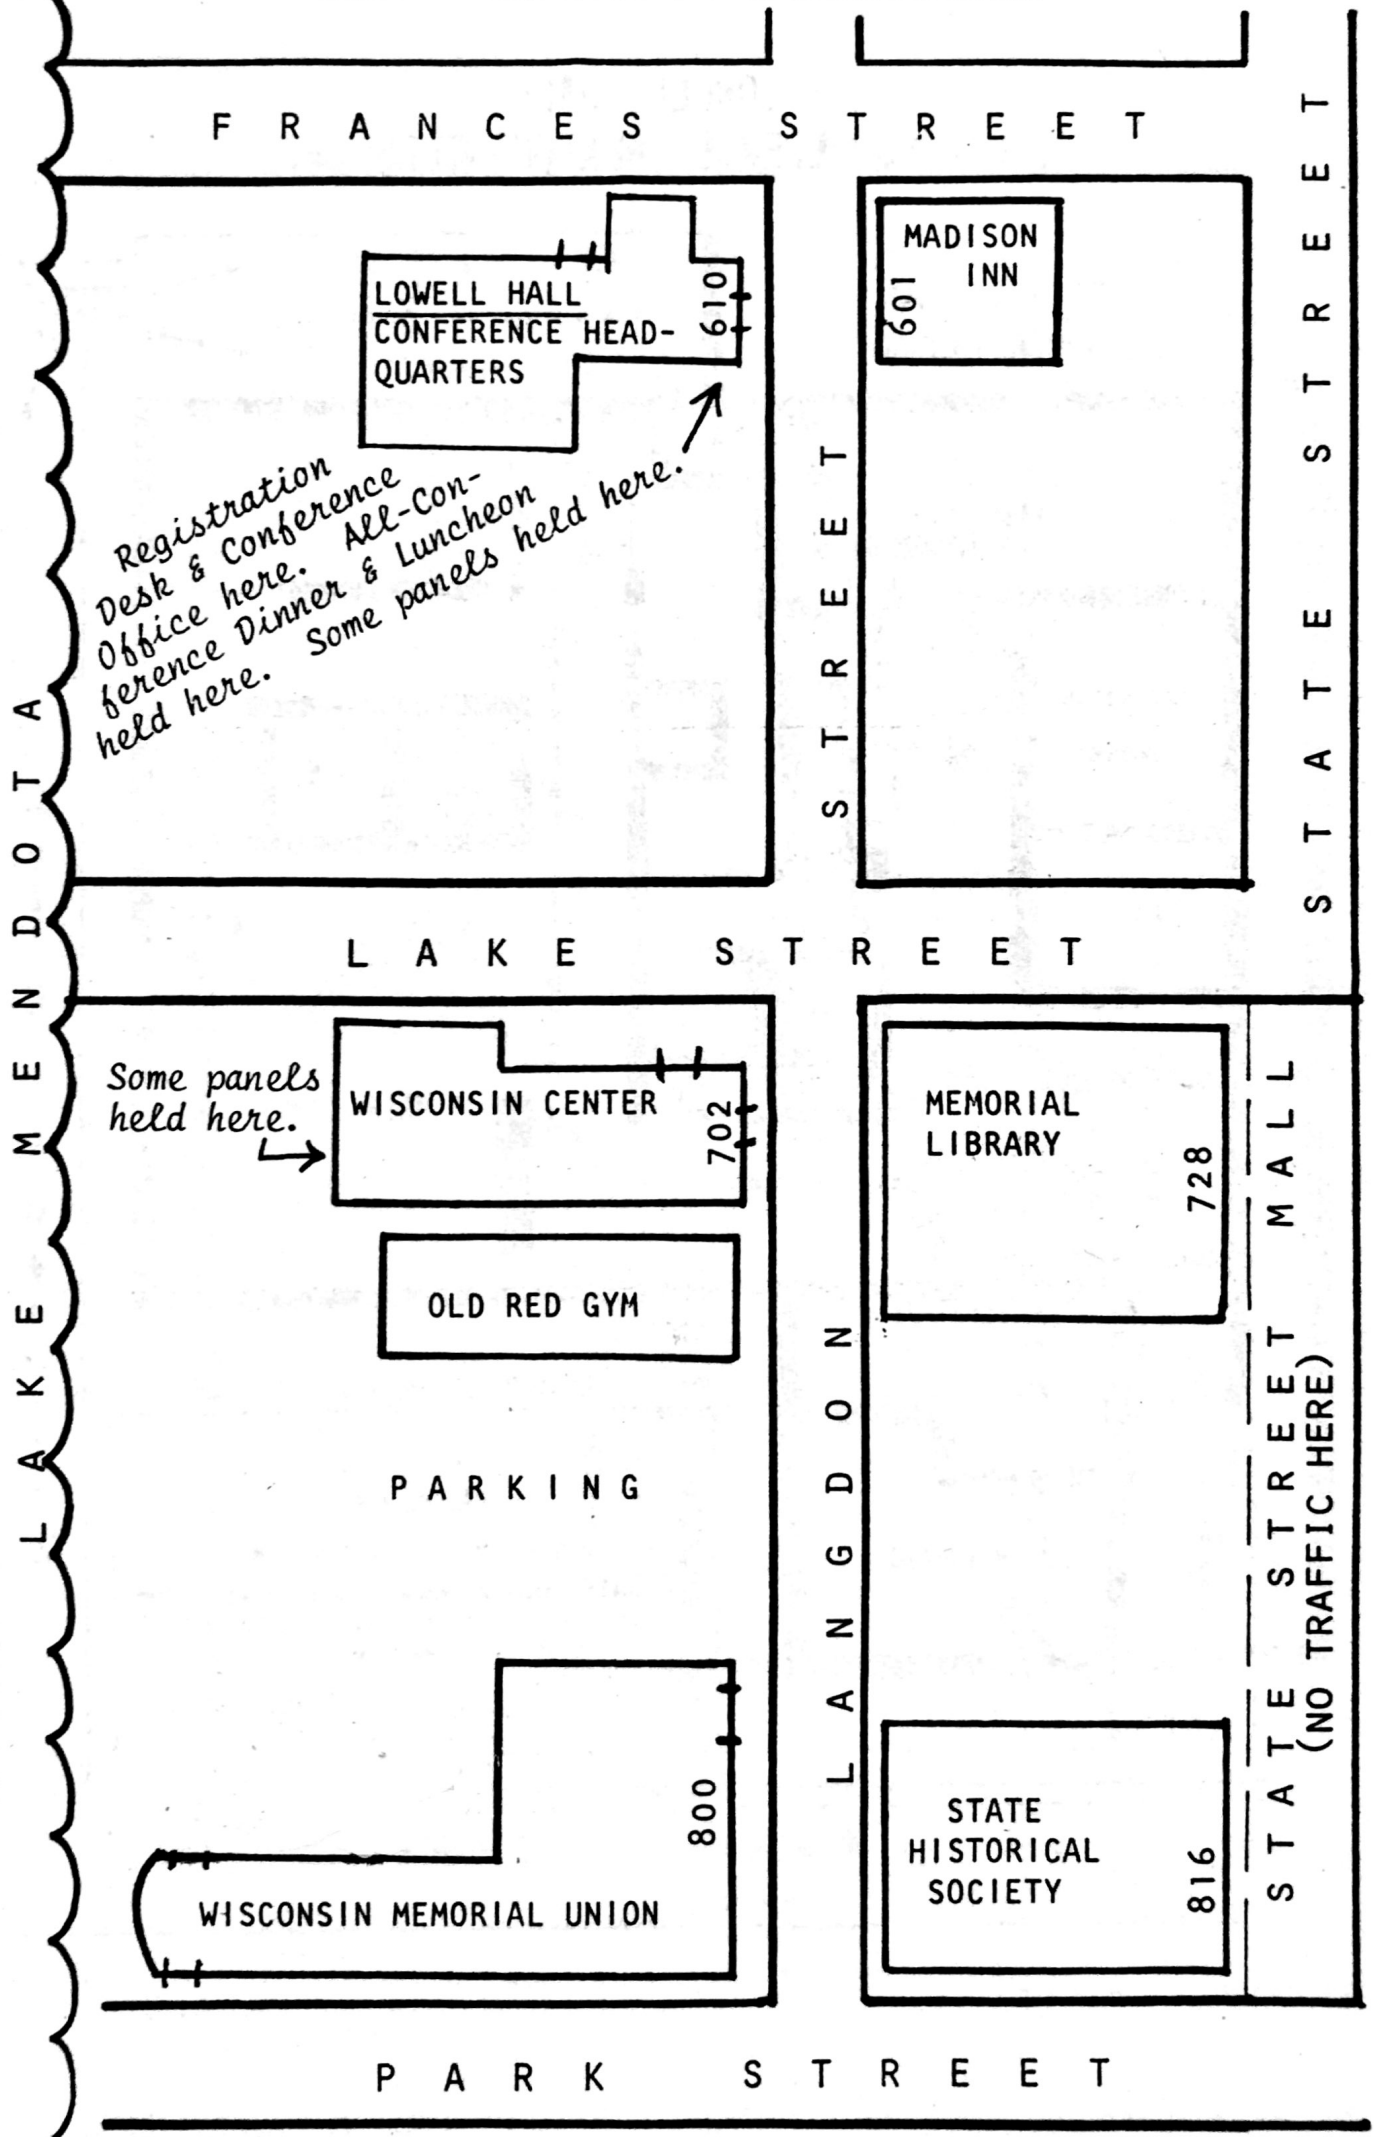 FRANCES STREET
LOWELL HALL
CONFERENCE HEAD-
QUARTERS
610
MADISON
INN
601
STATE STREET
Registration
Desk & Conference
Office here. All-Con-
ference Dinner & Luncheon
held here. Some panels held here.
LAKE MENDOTA
LANGDON STREET
LAKE STREET
Some panels
held here.
WISCONSIN CENTER
702
MEMORIAL
LIBRARY
728
OLD RED GYM
PARKING
STATE STREET MALL
(NO TRAFFIC HERE)
800
WISCONSIN MEMORIAL UNION
STATE
HISTORICAL
SOCIETY
816
PARK STREET